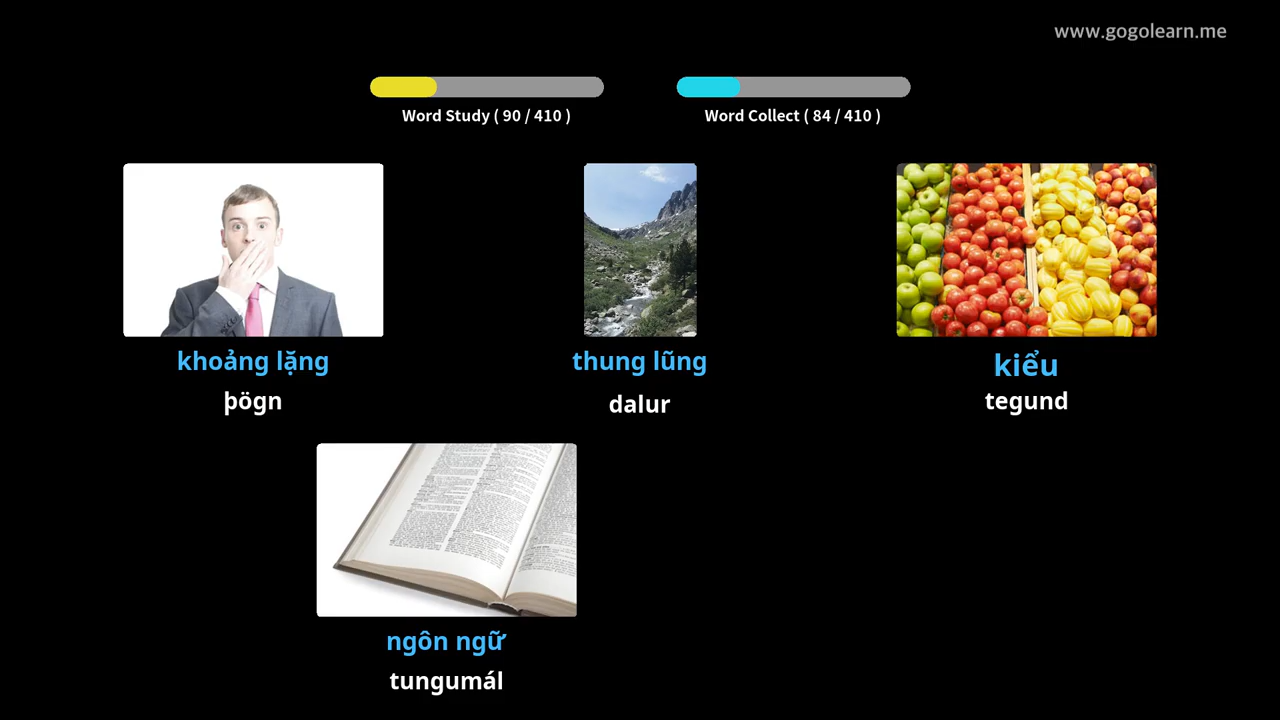 www.gogolearn.me
Word Study ( 90 / 410 )
Word Collect ( 84 / 410 )
khoảng lặng
þögn
thung lũng
dalur
kiểu
tegund
ngôn ngữ
tungumál